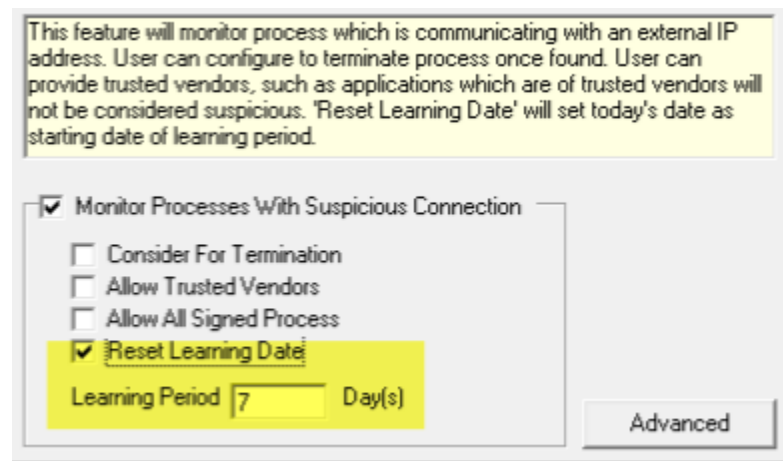 This feature will monitor process which is communicating with an external IP
address. User can configure to terminate process once found. User can
provide trusted vendors, such as applications which are of trusted vendors will
not be considered suspicious. 'Reset Learning Date' will set today's date as
starting date of learning period.
Monitor Processes With Suspicious Connection
Consider For Termination
Allow Trusted Vendors
Allow All Signed Process
Reset Learning Date
Learning Period 7 Day(s)
Advanced